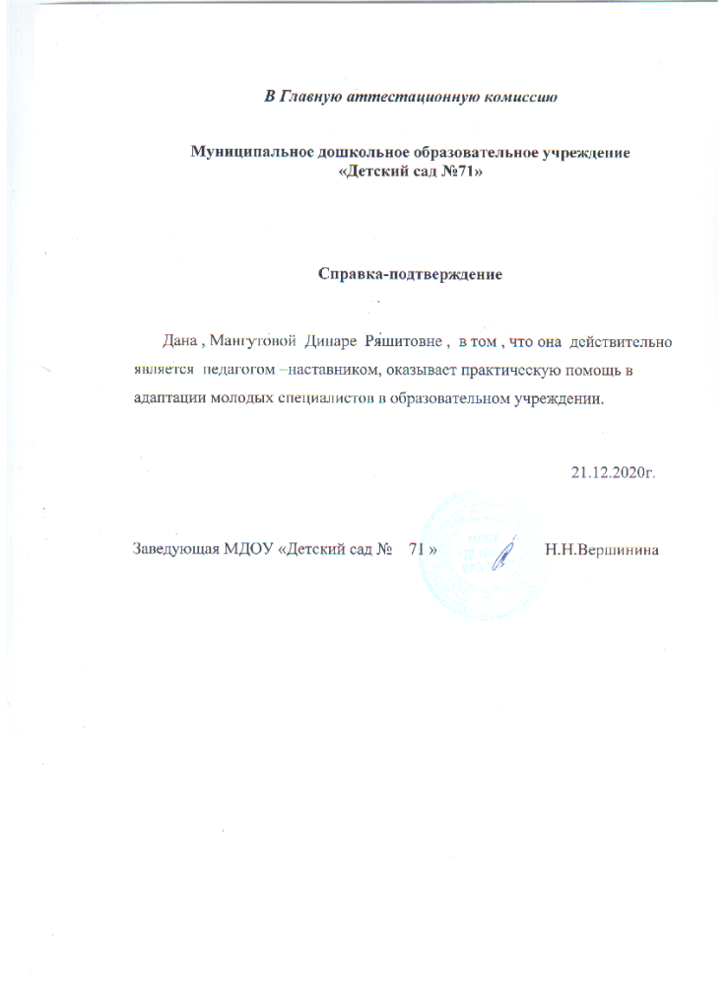 В Главную аттестационную комиссию
Муниципальное дошкольное образовательное учреждение
«Детский сад №71»
Справка-подтверждение
Дана , Мангутовой Динаре Ряшитовне , в том , что она действительно
является педагогом –наставником, оказывает практическую помощь в
адаптации молодых специалистов в образовательном учреждении.
21.12.2020г.
Заведующая МДОУ «Детский сад № 71 » Н.Н.Вершинина